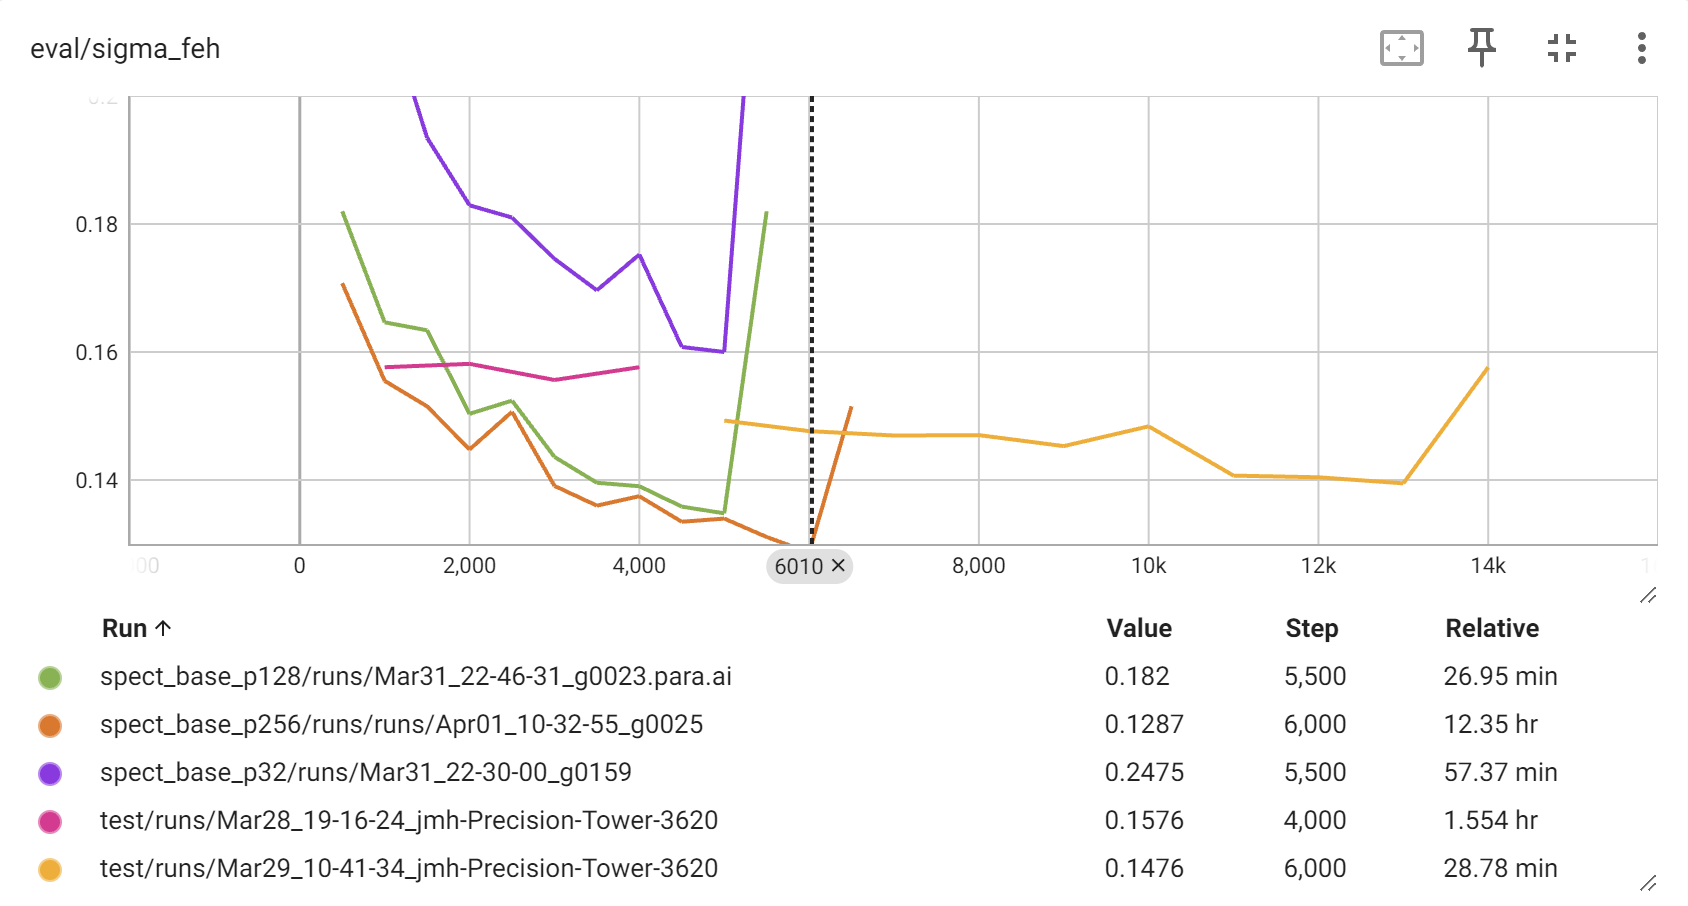 eval/sigma_feh
0.2
0.18
0.16
0.14
0 2,000 4,000 6010 ✕ 8,000 10k 12k 14k
Run ↑ Value Step Relative
spect_base_p128/runs/Mar31_22-46-31_g0023.para.ai 0.182 5,500 26.95 min
spect_base_p256/runs/runs/Apr01_10-32-55_g0025 0.1287 6,000 12.35 hr
spect_base_p32/runs/Mar31_22-30-00_g0159 0.2475 5,500 57.37 min
test/runs/Mar28_19-16-24_jmh-Precision-Tower-3620 0.1576 4,000 1.554 hr
test/runs/Mar29_10-41-34_jmh-Precision-Tower-3620 0.1476 6,000 28.78 min